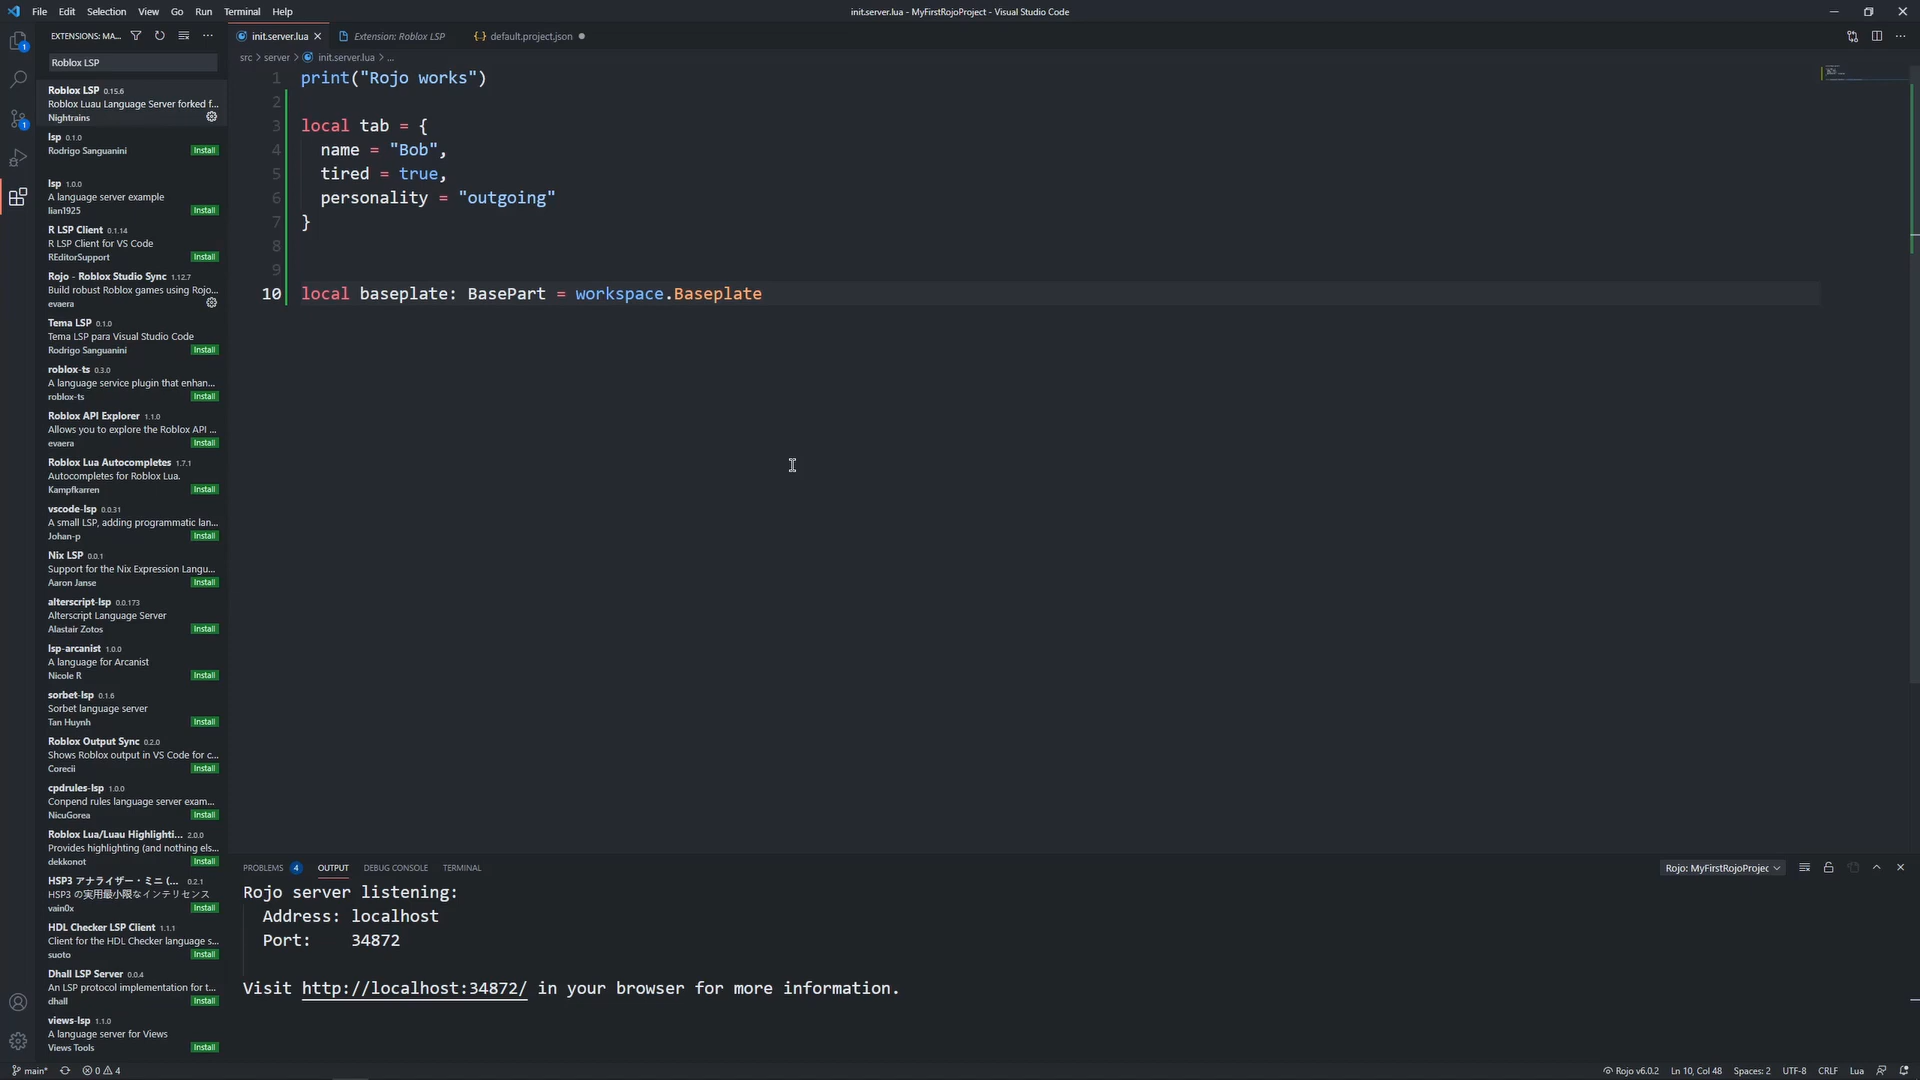 File Edit Selection View Go Run Terminal Help
init.server.lua - MyFirstRojoProject - Visual Studio Code
EXTENSIONS: MA...
init.server.lua
Extension: Roblox LSP
default.project.json
Roblox LSP
src > server > init.server.lua > ...
Roblox LSP 0.15.6
Roblox Luau Language Server forked f...
Nightrains
lsp 0.1.0
Rodrigo Sanguanini Install
lsp 1.0.0
A language server example
lian1925 Install
R LSP Client 0.1.14
R LSP Client for VS Code
REditorSupport Install
Rojo - Roblox Studio Sync 1.12.7
Build robust Roblox games using Rojo...
evaera
Tema LSP 0.1.0
Tema LSP para Visual Studio Code
Rodrigo Sanguanini Install
roblox-ts 0.3.0
A language service plugin that enhan...
roblox-ts Install
Roblox API Explorer 1.1.0
Allows you to explore the Roblox API ...
evaera Install
Roblox Lua Autocompletes 1.7.1
Autocompletes for Roblox Lua.
Kampfkarren Install
vscode-lsp 0.0.31
A small LSP, adding programmatic lan...
Johan-p Install
Nix LSP 0.0.1
Support for the Nix Expression Langu...
Aaron Janse Install
alterscript-lsp 0.0.173
Alterscript Language Server
Alastair Zotos Install
lsp-arcanist 1.0.0
A language for Arcanist
Nicole R Install
sorbet-lsp 0.1.6
Sorbet language server
Tan Huynh Install
Roblox Output Sync 0.2.0
Shows Roblox output in VS Code for c...
Corecii Install
cpdrules-lsp 1.0.0
Conpend rules language server exam...
NicuGorea Install
Roblox Lua/Luau Highlighti... 2.0.0
Provides highlighting (and nothing els...
dekkonot Install
HSP3 アナライザー・ミニ (... 0.2.1
HSP3 の実用最小限なインテリセンス
vain0x Install
HDL Checker LSP Client 1.1.1
Client for the HDL Checker language s...
suoto Install
Dhall LSP Server 0.0.4
An LSP protocol implementation for t...
dhall Install
views-lsp 1.1.0
A language server for Views
Views Tools Install
1 print("Rojo works")
2
3 local tab = {
4 name = "Bob",
5 tired = true,
6 personality = "outgoing"
7 }
8
9
10 local baseplate: BasePart = workspace.Baseplate
PROBLEMS 4 OUTPUT DEBUG CONSOLE TERMINAL
Rojo: MyFirstRojoProjec
Rojo server listening:
Address: localhost
Port: 34872
Visit http://localhost:34872/ in your browser for more information.
main* 0 4
Rojo v6.0.2 Ln 10, Col 48 Spaces: 2 UTF-8 CRLF Lua